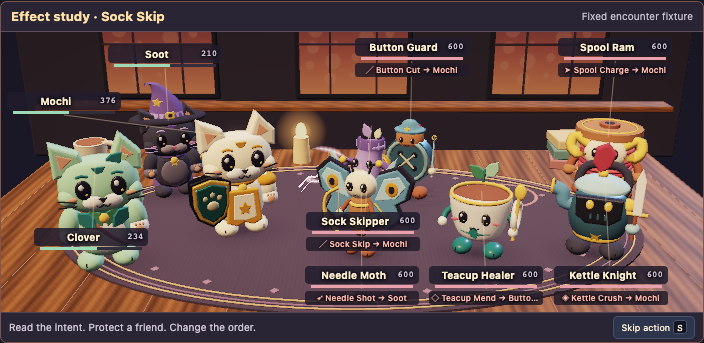 Effect study · Sock Skip
Fixed encounter fixture
Soot 210
Button Guard 600
⟋ Button Cut → Mochi
Spool Ram 600
➤ Spool Charge → Mochi
Mochi 376
Clover 234
Sock Skipper 600
⟋ Sock Skip → Mochi
Needle Moth 600
➶ Needle Shot → Soot
Teacup Healer 600
◇ Teacup Mend → Butto...
Kettle Knight 600
◈ Kettle Crush → Mochi
Read the intent. Protect a friend. Change the order.
Skip action S